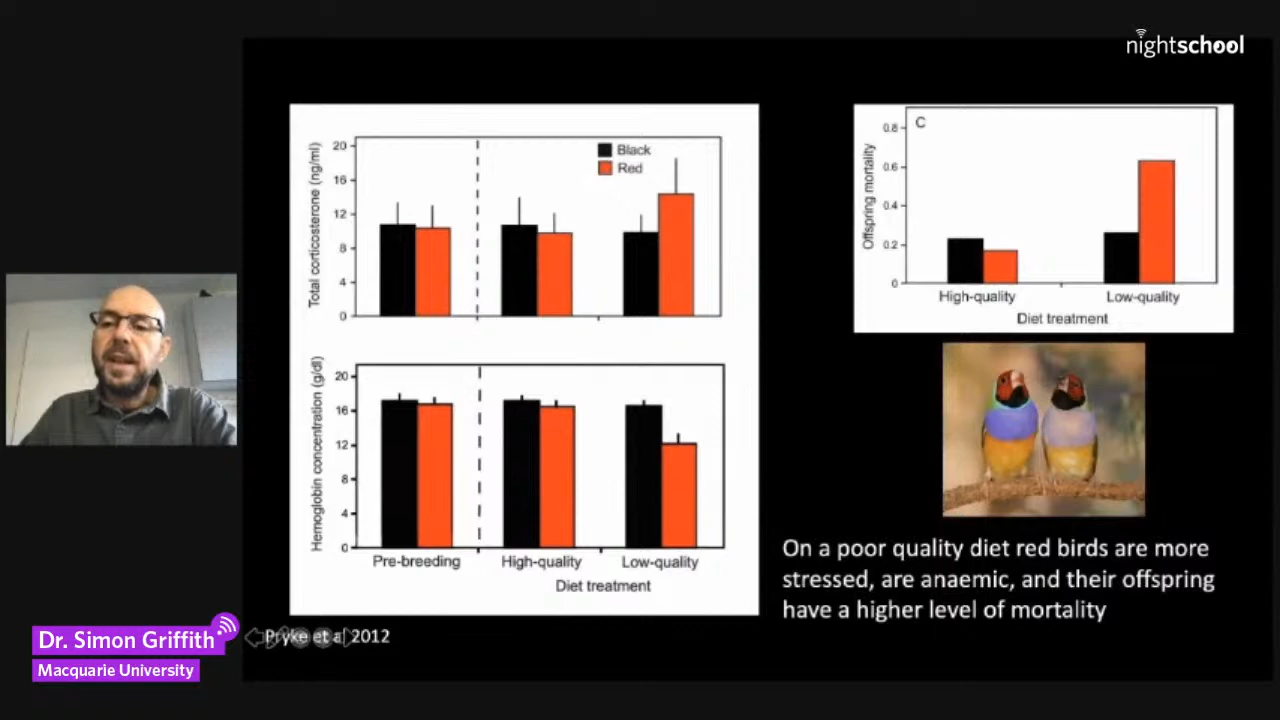 nightschool
Total corticosterone (ng/ml)
20
16
12
8
4
0
Black
Red
Hemoglobin concentration (g/dl)
20
16
12
8
4
0
Pre-breeding High-quality Low-quality
Diet treatment
C
Offspring mortality
0.8
0.6
0.4
0.2
0
High-quality Low-quality
Diet treatment
On a poor quality diet red birds are more
stressed, are anaemic, and their offspring
have a higher level of mortality
Pryke et al 2012
Dr. Simon Griffith
Macquarie University